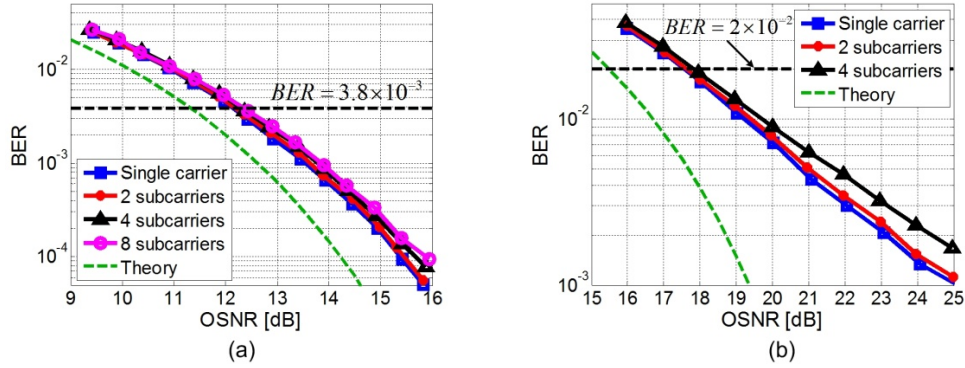 BER
10⁻²
10⁻³
10⁻⁴
BER = 3.8×10⁻³
Single carrier
2 subcarriers
4 subcarriers
8 subcarriers
Theory
9 10 11 12 13 14 15 16
OSNR [dB]
(a)
BER
10⁻²
10⁻³
BER = 2×10⁻²
Single carrier
2 subcarriers
4 subcarriers
Theory
15 16 17 18 19 20 21 22 23 24 25
OSNR [dB]
(b)